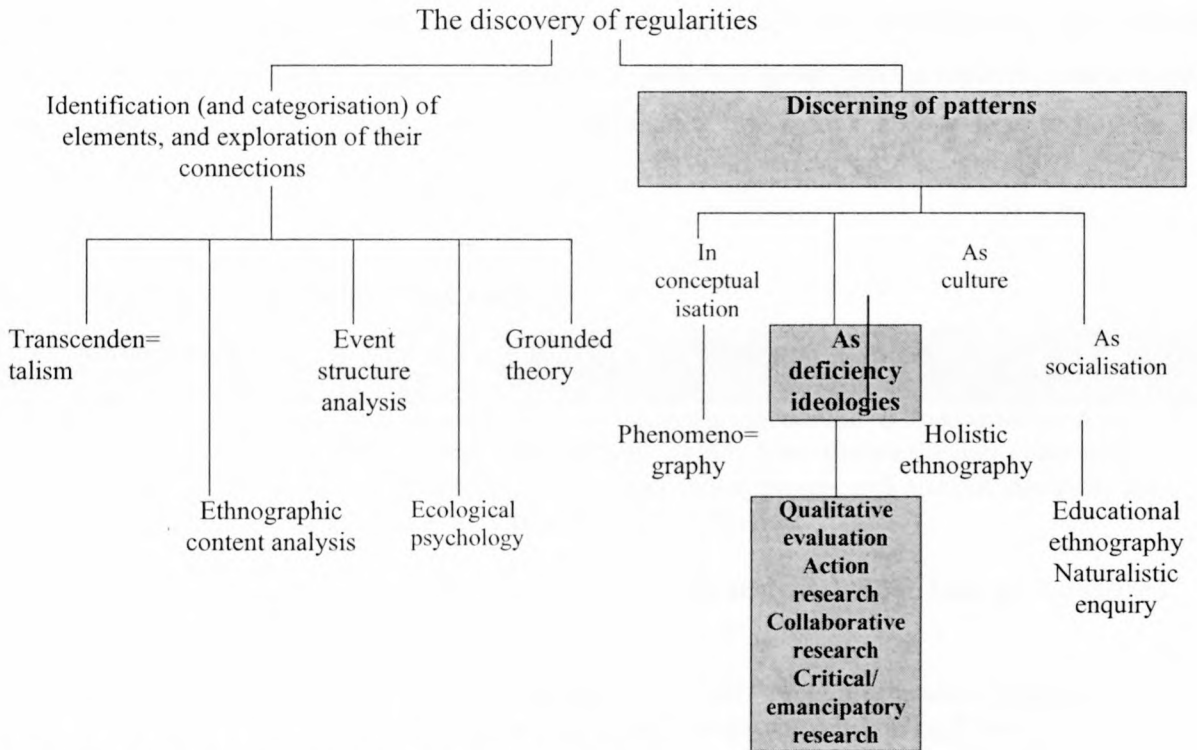 The discovery of regularities
Identification (and categorisation) of
elements, and exploration of their
connections
Discerning of patterns
Transcenden=
talism
Ethnographic
content analysis
Event
structure
analysis
Ecological
psychology
Grounded
theory
In
conceptual
isation
Phenomeno=
graphy
As
deficiency
ideologies
Qualitative
evaluation
Action
research
Collaborative
research
Critical/
emancipatory
research
As
culture
Holistic
ethnography
As
socialisation
Educational
ethnography
Naturalistic
enquiry